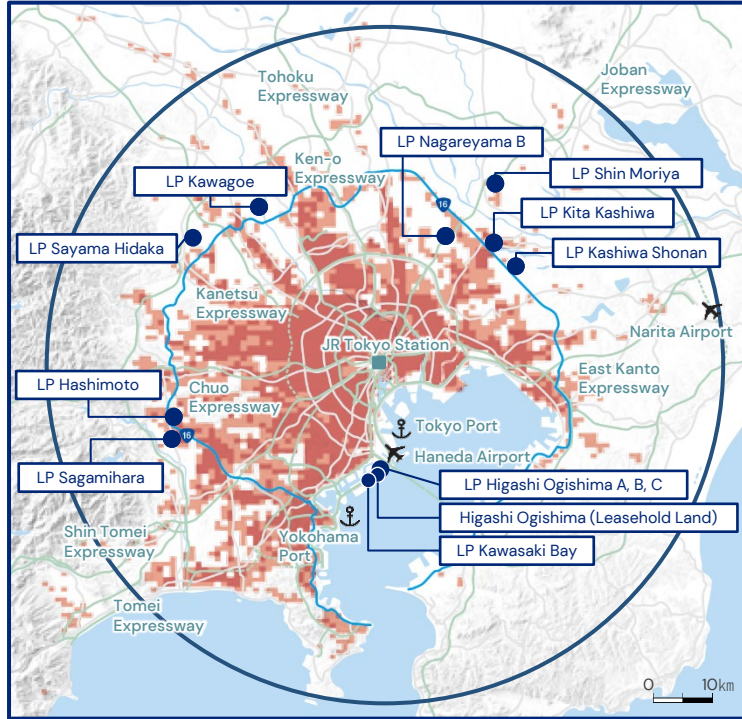 Tohoku
Expressway
Joban
Expressway
LP Nagareyama B
Ken-o
Expressway
LP Shin Moriya
LP Kawagoe
16
LP Kita Kashiwa
LP Sayama Hidaka
LP Kashiwa Shonan
Kanetsu
Expressway
Narita Airport
JR Tokyo Station
East Kanto
Expressway
LP Hashimoto
Chuo
Expressway
Tokyo Port
16
Haneda Airport
LP Sagamihara
LP Higashi Ogishima A, B, C
Higashi Ogishima (Leasehold Land)
Shin Tomei
Expressway
Yokohama
Port
LP Kawasaki Bay
Tomei
Expressway
0 10km